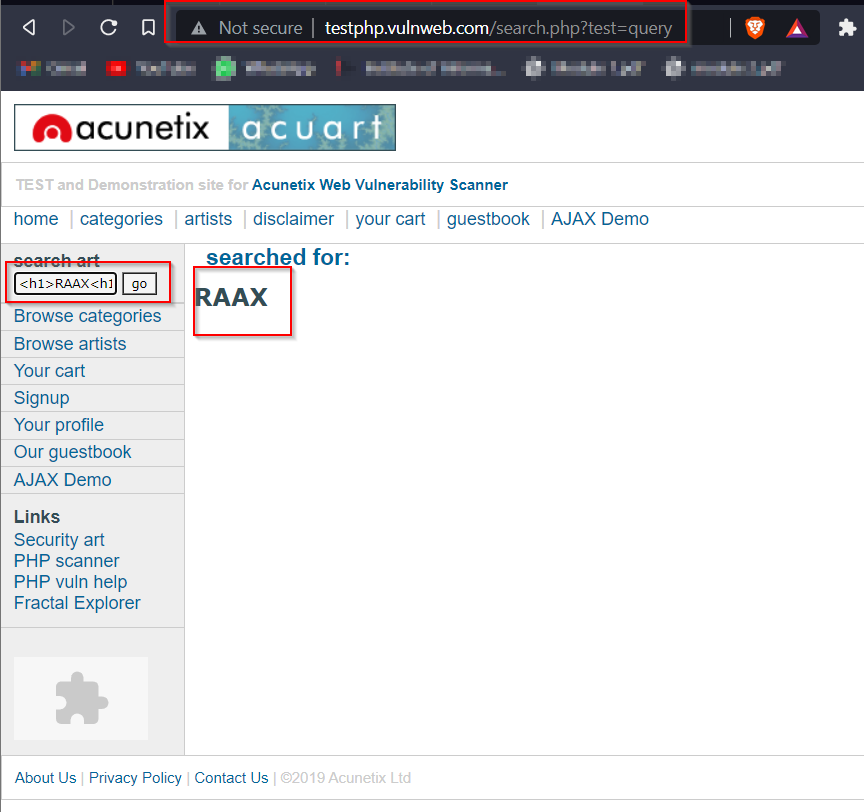 Not secure | testphp.vulnweb.com/search.php?test=query
YouTube
acunetix acuart
TEST and Demonstration site for Acunetix Web Vulnerability Scanner
home | categories | artists | disclaimer | your cart | guestbook | AJAX Demo
search art
<h1>RAAX<h1 go
Browse categories
Browse artists
Your cart
Signup
Your profile
Our guestbook
AJAX Demo
Links
Security art
PHP scanner
PHP vuln help
Fractal Explorer
searched for:
RAAX
About Us | Privacy Policy | Contact Us | ©2019 Acunetix Ltd